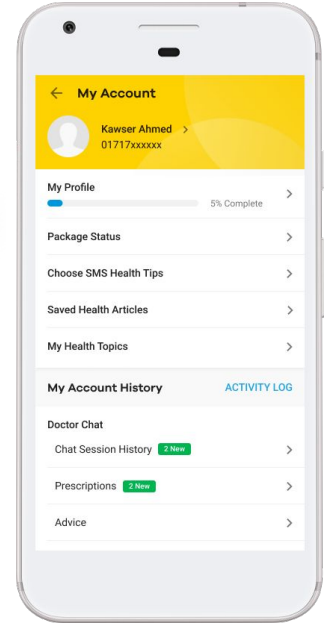 My Account
Kawser Ahmed
01717xxxxxx
My Profile
5% Complete
Package Status
Choose SMS Health Tips
Saved Health Articles
My Health Topics
My Account History
ACTIVITY LOG
Doctor Chat
Chat Session History 2 New
Prescriptions 2 New
Advice